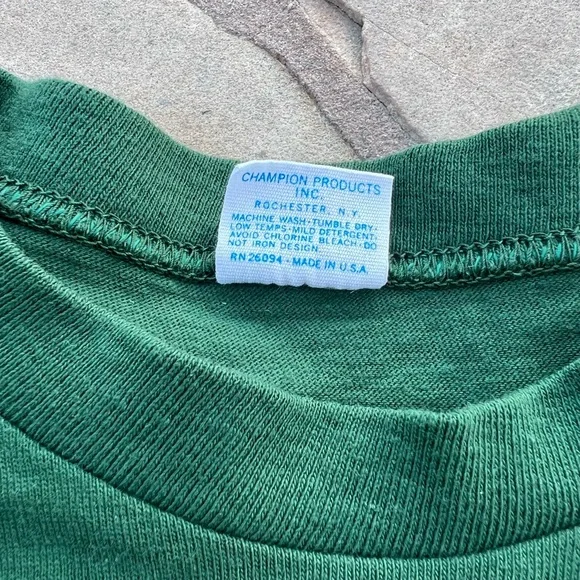 CHAMPION PRODUCTS
INC.
ROCHESTER, N.Y.
MACHINE WASH · TUMBLE DRY-
LOW TEMPS · MILD DETERGENT-
AVOID CHLORINE BLEACH · DO
NOT IRON DESIGN.
RN 26094 - MADE IN U.S.A.